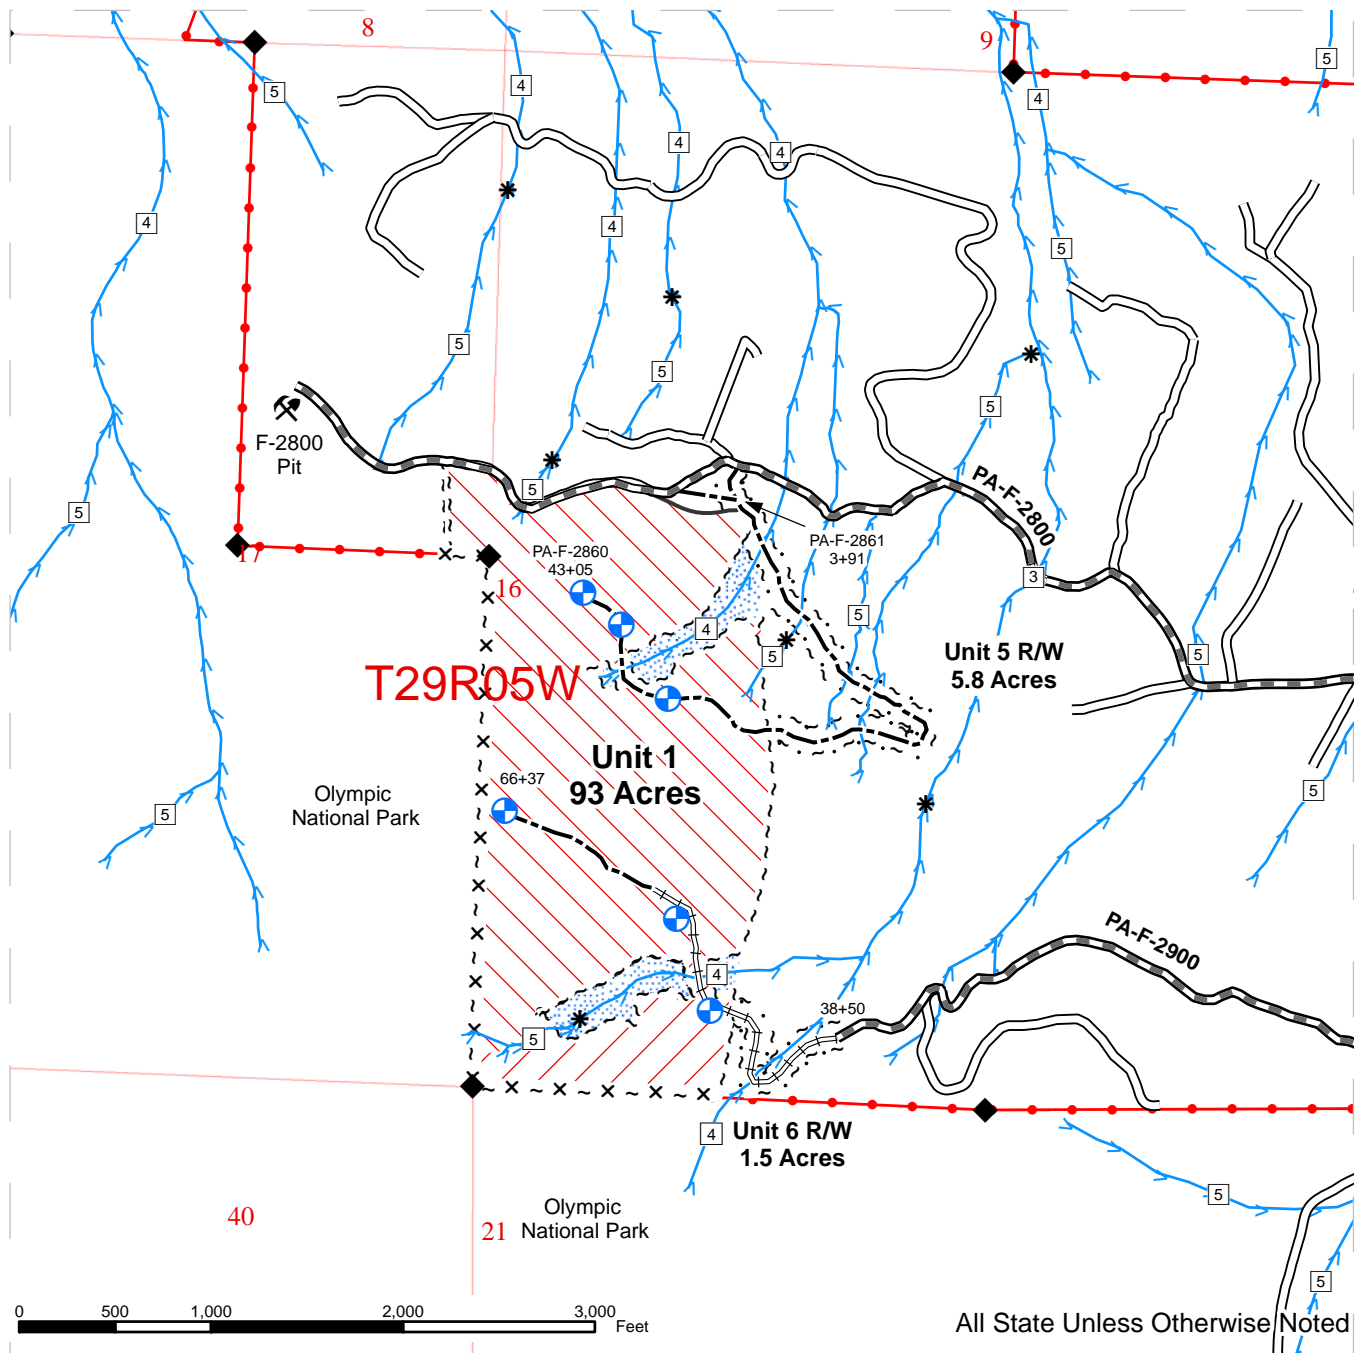 8
9
5
4
5
4
4
4
5
4
4
5
5
5
5
F-2800
Pit
5
5
PA-F-2800
PA-F-2861
3+91
17
PA-F-2860
43+05
16
3
5
4
5
5
Unit 5 R/W
5.8 Acres
T29R05W
Unit 1
93 Acres
66+37
Olympic
National Park
5
5
PA-F-2900
4
38+50
5
4
Unit 6 R/W
1.5 Acres
5
40
21
Olympic
National Park
5
0 500 1,000 2,000 3,000
Feet
All State Unless Otherwise Noted